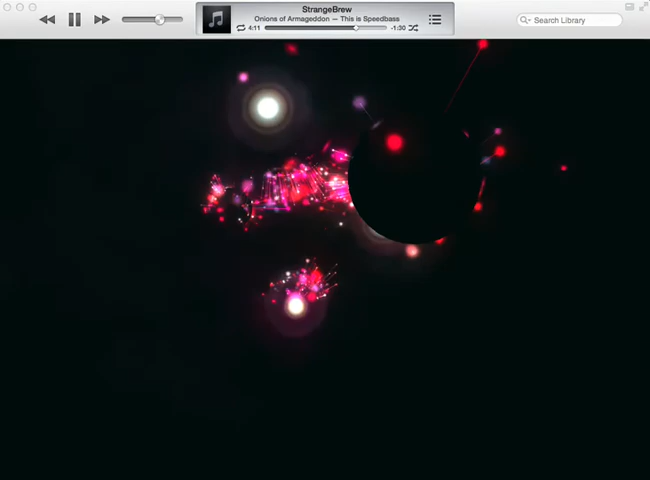 StrangeBrew
Onions of Armageddon — This is Speedbass
4:11
-1:30
Search Library